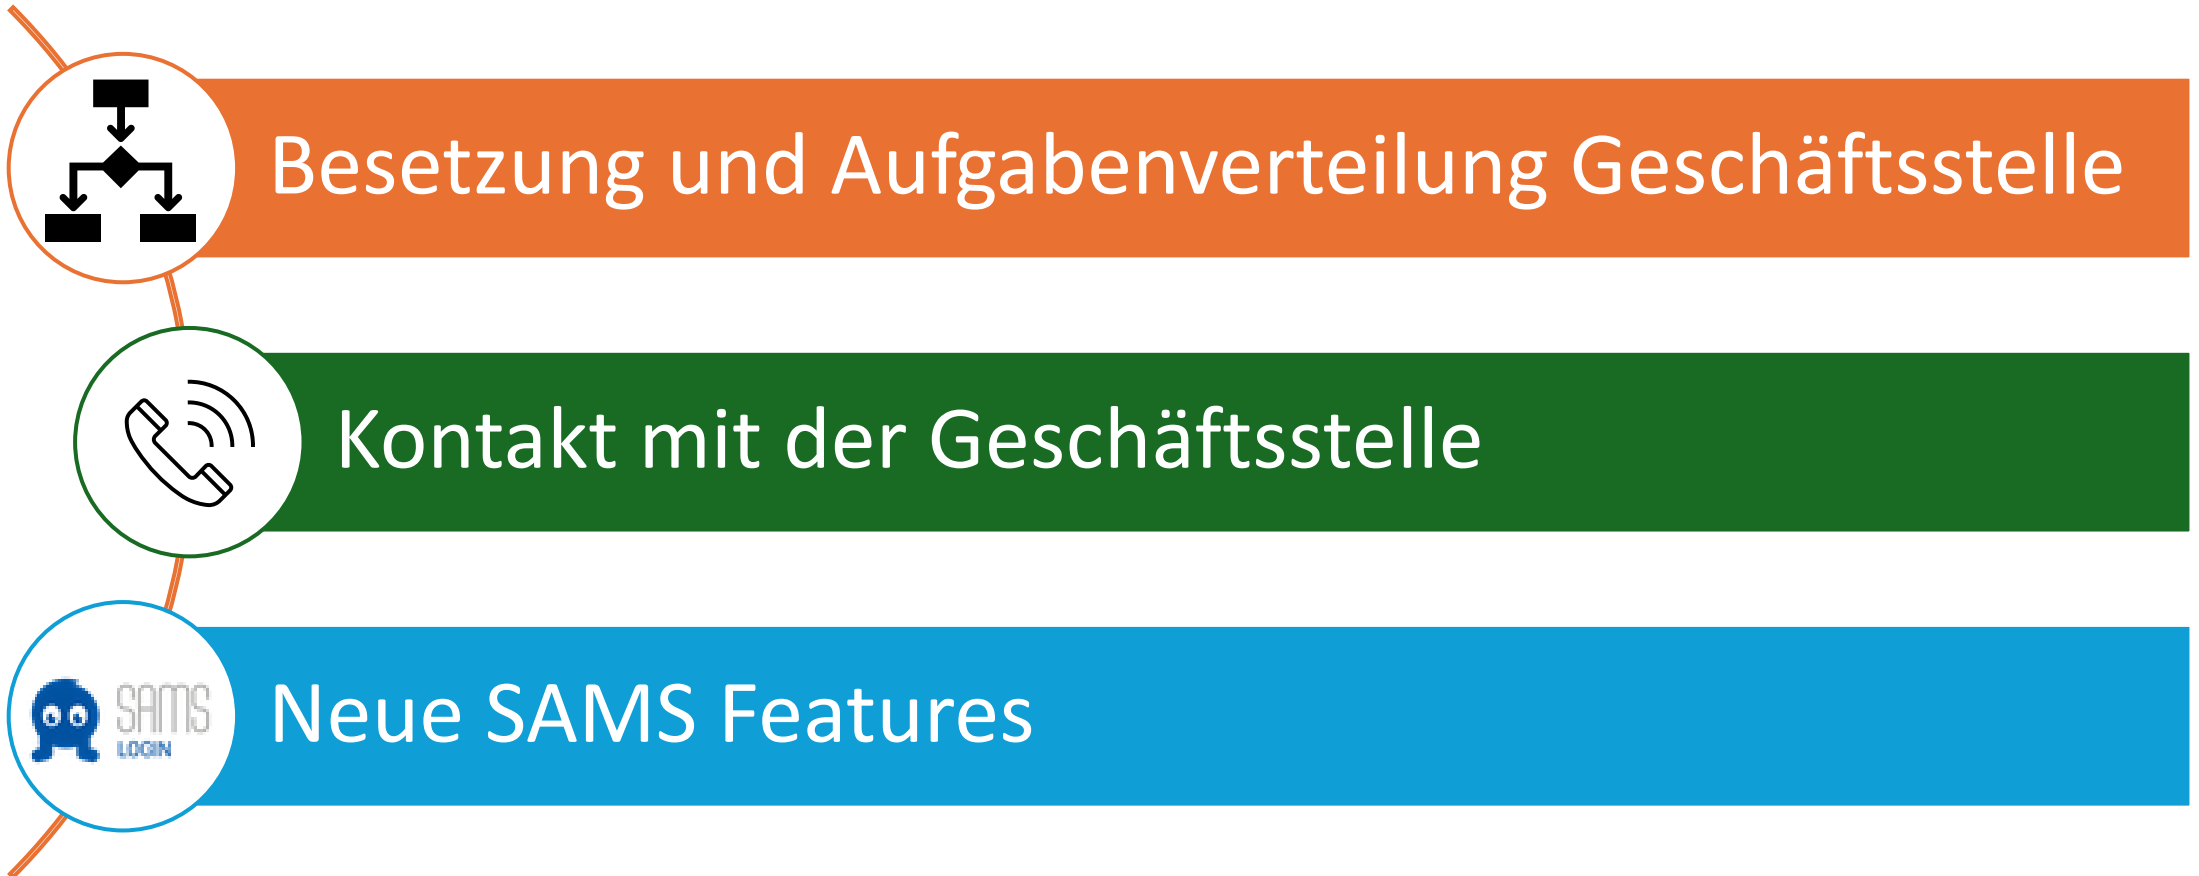 Besetzung und Aufgabenverteilung Geschäftsstelle
Kontakt mit der Geschäftsstelle
SAMS
LOGIN
Neue SAMS Features